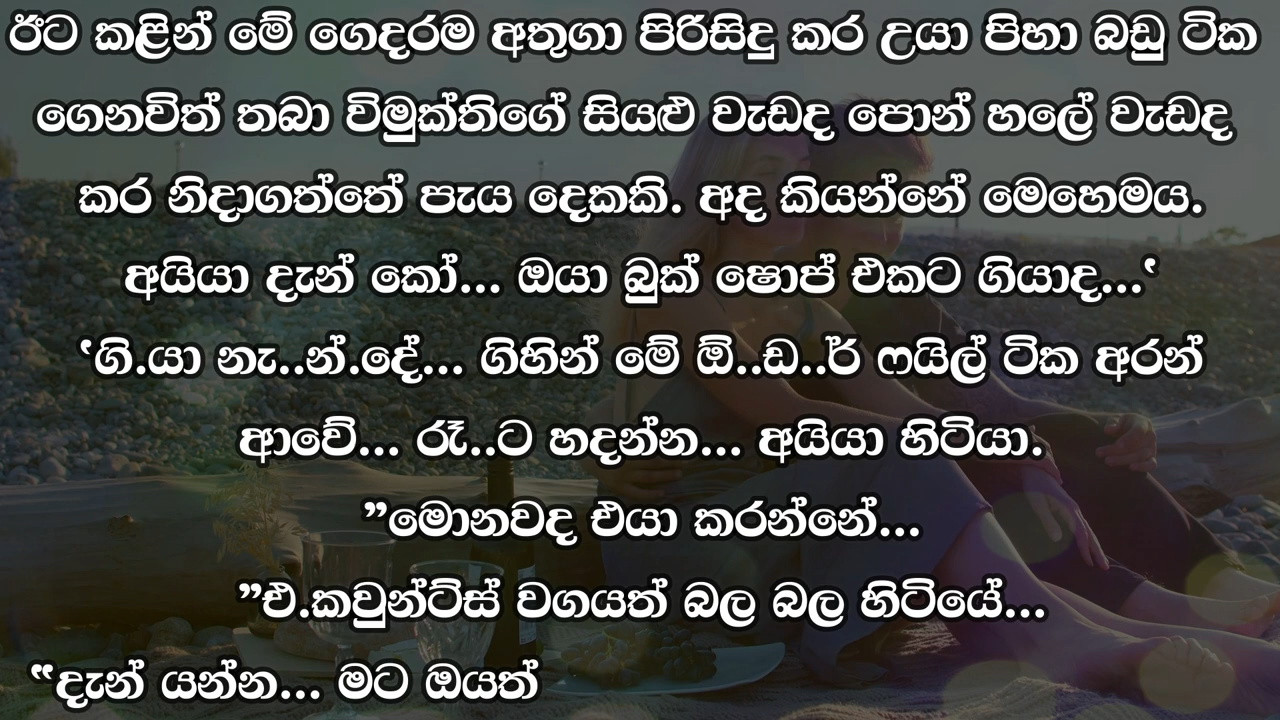 ඊට කළින් මේ ගෙදරම අතුගා පිරිසිදු කර උයා පිහා බඩු ටික
ගෙනවිත් තබා විමුක්තිගේ සියළු වැඩද පොත් හලේ වැඩද
කර නිදාගත්තේ පැය දෙකකි. අද කියන්නේ මෙහෙමය.
අයියා දැන් කෝ... ඔයා බුක් ෂොප් එකට ගියාද...‛
‛ගි.යා නැ..න්.දේ... ගිහින් මේ ඕ..ඩ..ර් ෆයිල් ටික අරන්
ආවේ... රෑ..ට හදන්න... අයියා හිටියා.
”මොනවද එයා කරන්නේ...
”එ.කවුන්ට්ස් වගයත් බල බල හිටියේ...
‟දැන් යන්න... මට ඔයත්